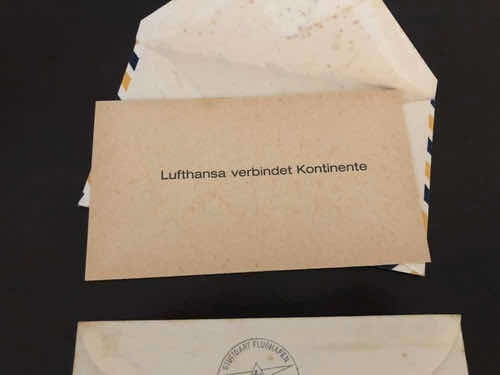 Lufthansa verbindet Kontinente
STUTTGART FLUGHAFEN